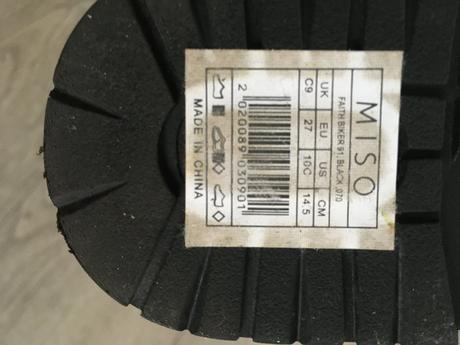 MISO
FAITH BIKER 91, BLACK, 070
UK EU US CM
C9 27 10C 14.5
2 020089 030901
MADE IN CHINA